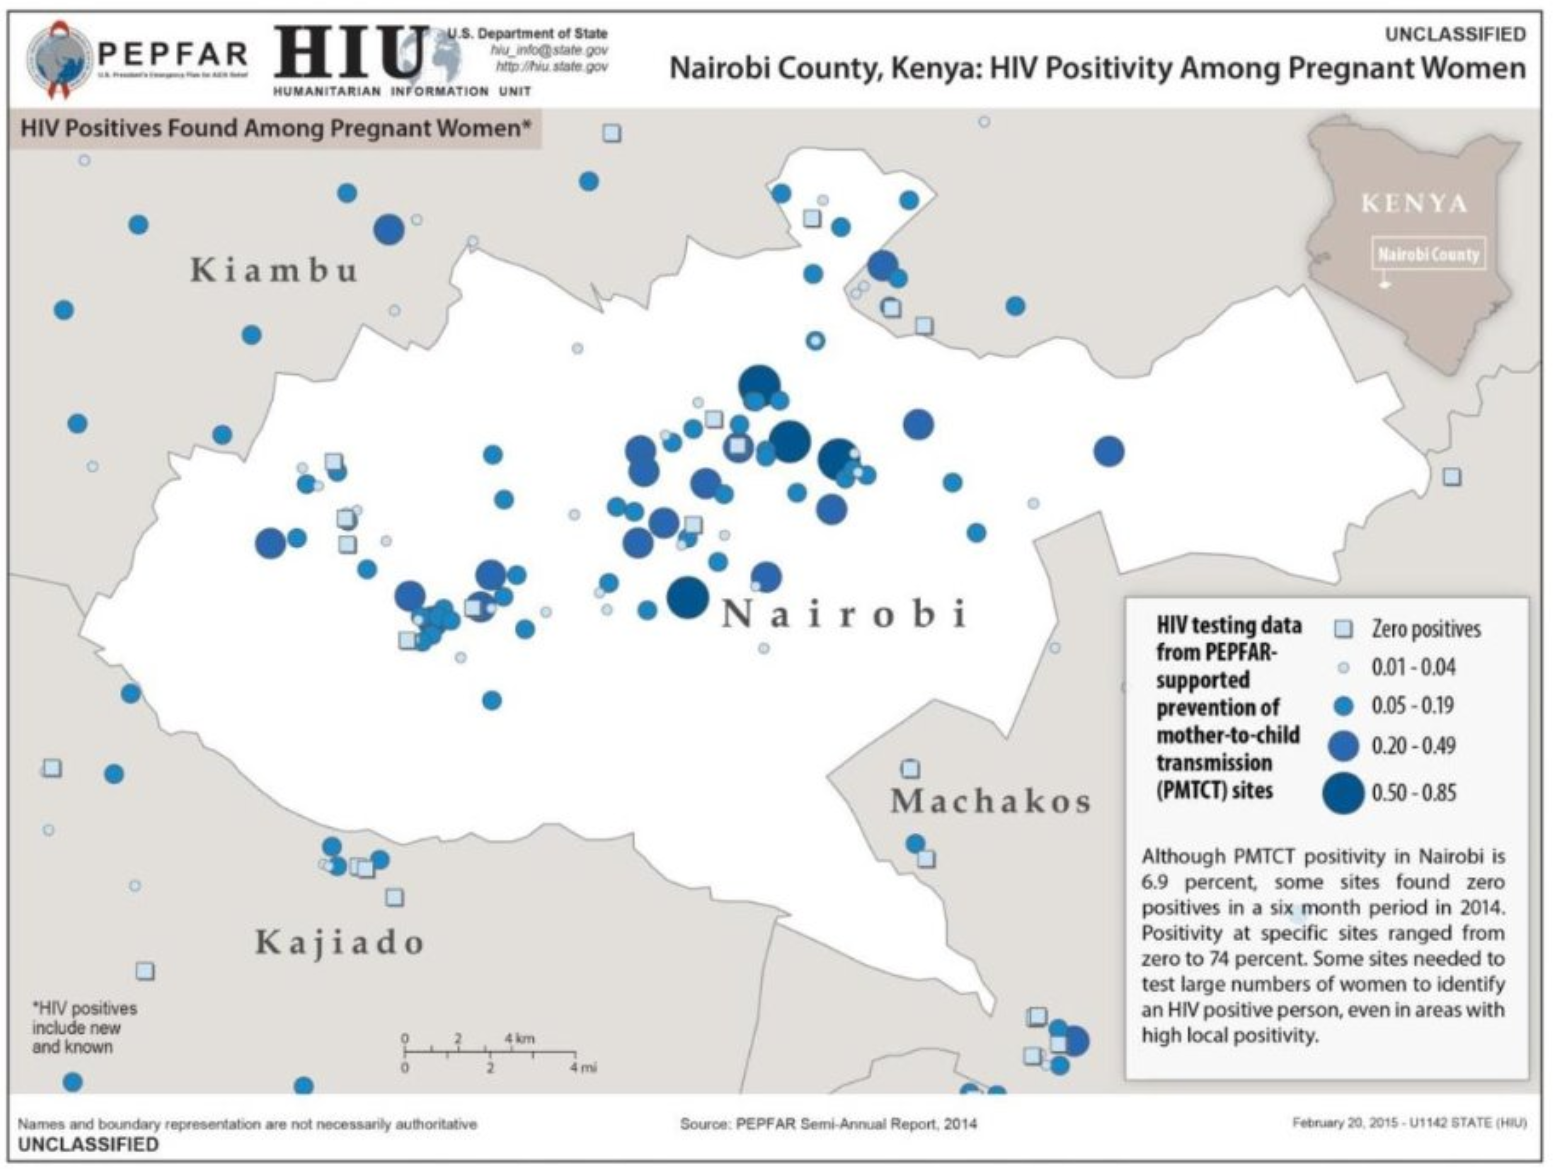 PEPFAR
U.S. President's Emergency Plan for AIDS Relief
HIU
HUMANITARIAN INFORMATION UNIT
U.S. Department of State
hiu_info@state.gov
http://hiu.state.gov
UNCLASSIFIED
Nairobi County, Kenya: HIV Positivity Among Pregnant Women
HIV Positives Found Among Pregnant Women*
KENYA
Nairobi County
Kiambu
Nairobi
Machakos
Kajiado
HIV testing data
from PEPFAR-
supported
prevention of
mother-to-child
transmission
(PMTCT) sites
Zero positives
0.01 - 0.04
0.05 - 0.19
0.20 - 0.49
0.50 - 0.85
Although PMTCT positivity in Nairobi is
6.9 percent, some sites found zero
positives in a six month period in 2014.
Positivity at specific sites ranged from
zero to 74 percent. Some sites needed to
test large numbers of women to identify
an HIV positive person, even in areas with
high local positivity.
*HIV positives
include new
and known
0 2 4 km
0 2 4 mi
Names and boundary representation are not necessarily authoritative
UNCLASSIFIED
Source: PEPFAR Semi-Annual Report, 2014
February 20, 2015 - U1142 STATE (HIU)